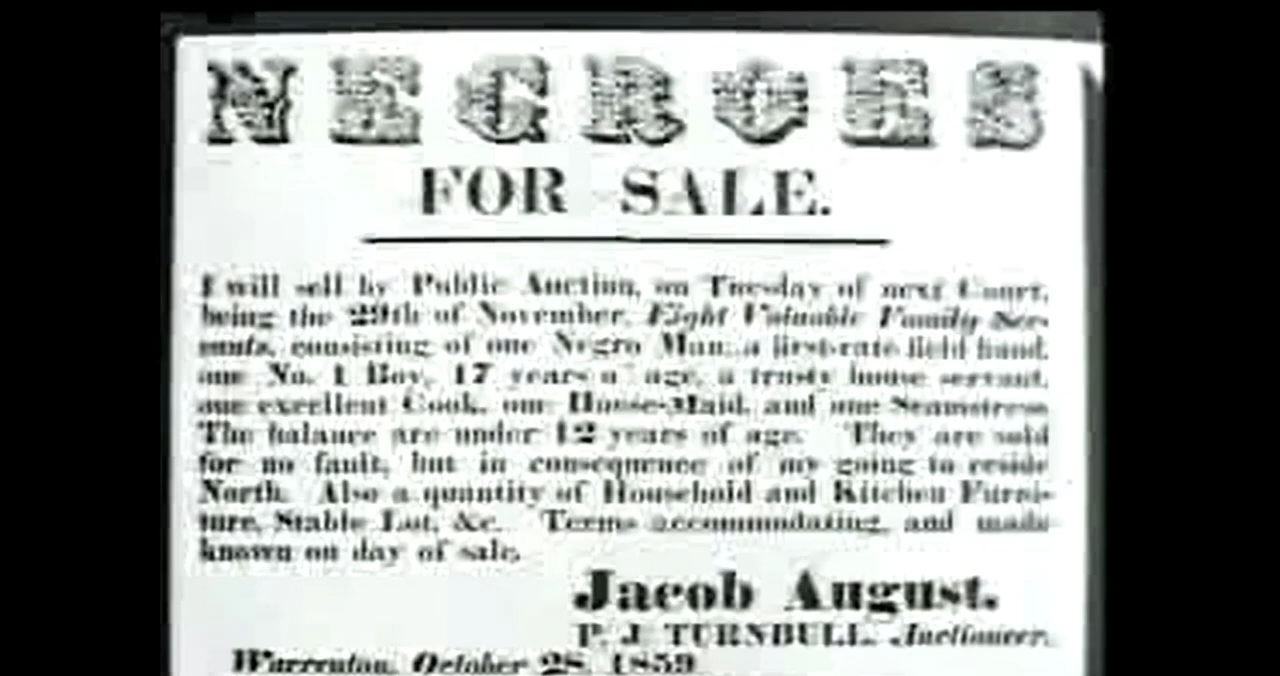 NEGROES
FOR SALE.
I will sell by Public Auction, on Tuesday of next Court,
being the 29th of November, Eight Valuable Family Ser-
vants, consisting of one Negro Man, a first-rate field hand,
one No. 1 Boy, 17 years of age, a trusty house servant,
one excellent Cook, one House-Maid, and one Seamstress
The balance are under 12 years of age. They are sold
for no fault, but in consequence of my going to reside
North. Also a quantity of Household and Kitchen Furni-
ture, Stable Lot, &c. Terms accommodating, and made
known on day of sale.
Jacob August.
P. J. TURNBULL, Auctioneer.
Warrenton, October 28, 1859